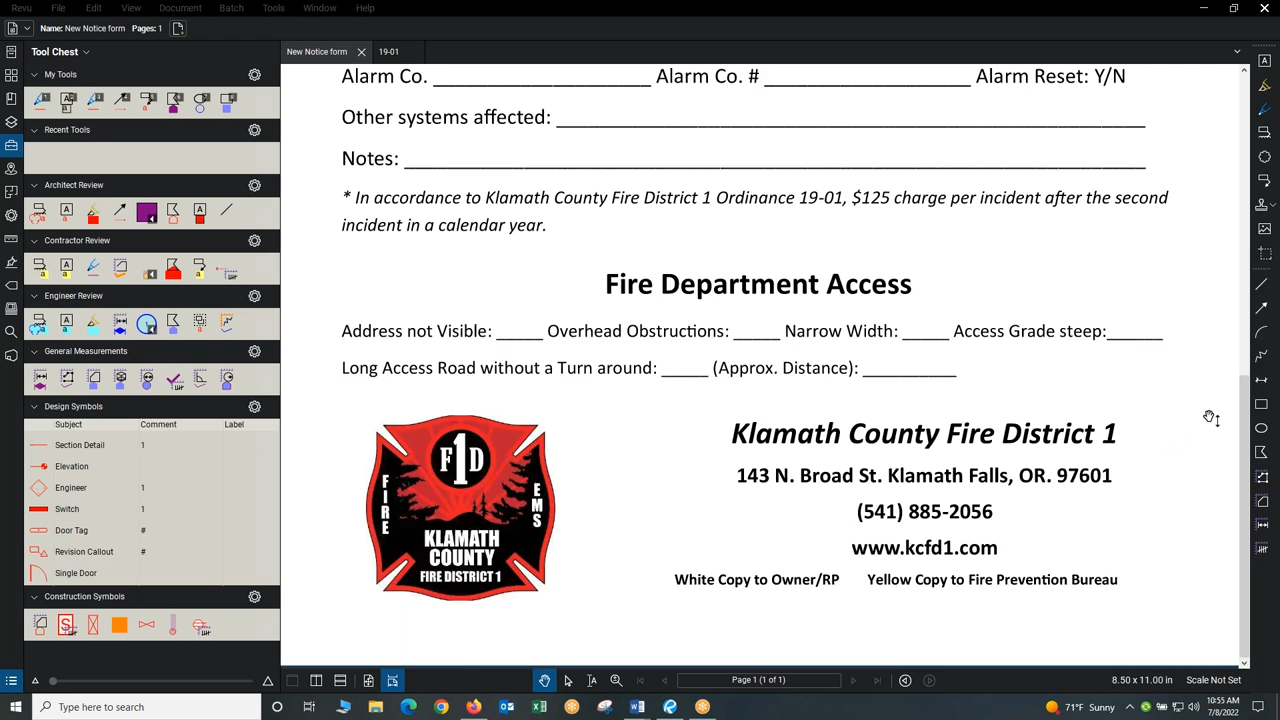 Revu File Edit View Document Batch Tools Window Help
Name: New Notice form Pages: 1
Tool Chest
New Notice form 19-01
My Tools
Recent Tools
Architect Review
Contractor Review
Engineer Review
General Measurements
Design Symbols
Subject Comment Label
Section Detail 1
Elevation
Engineer 1
Switch 1
Door Tag #
Revision Callout #
Single Door
Construction Symbols
Alarm Co. ____________________ Alarm Co. # ___________________ Alarm Reset: Y/N
Other systems affected: ______________________________________________________
Notes: ____________________________________________________________________
* In accordance to Klamath County Fire District 1 Ordinance 19-01, $125 charge per incident after the second
incident in a calendar year.
Fire Department Access
Address not Visible: _____ Overhead Obstructions: _____ Narrow Width: _____ Access Grade steep:______
Long Access Road without a Turn around: _____ (Approx. Distance): __________
F 1 D
FIRE
EMS
KLAMATH
COUNTY
FIRE DISTRICT 1
Klamath County Fire District 1
143 N. Broad St. Klamath Falls, OR. 97601
(541) 885-2056
www.kcfd1.com
White Copy to Owner/RP Yellow Copy to Fire Prevention Bureau
Page 1 (1 of 1)
8.50 x 11.00 in Scale Not Set
Type here to search
71°F Sunny
10:55 AM
7/8/2022